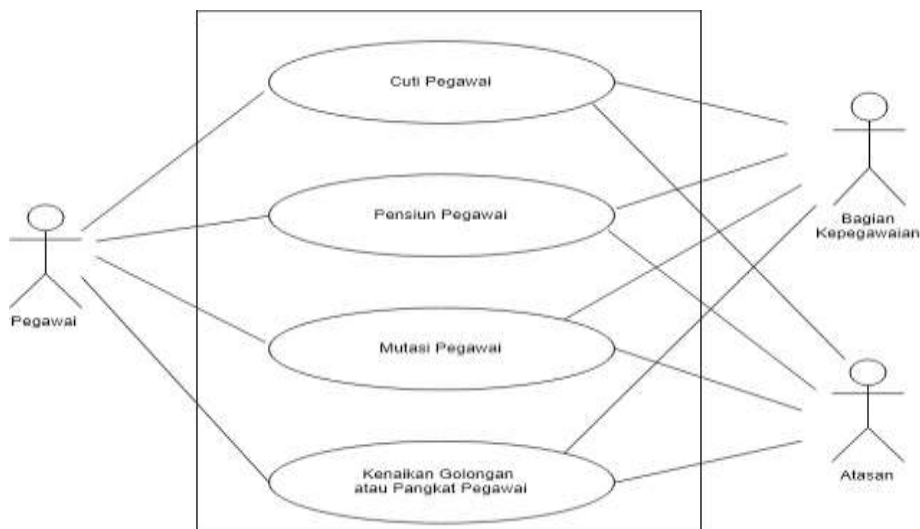 Cuti Pegawai
Pensiun Pegawai
Bagian
Kepegawaian
Pegawai
Mutasi Pegawai
Kenaikan Golongan
atau Pangkat Pegawai
Atasan